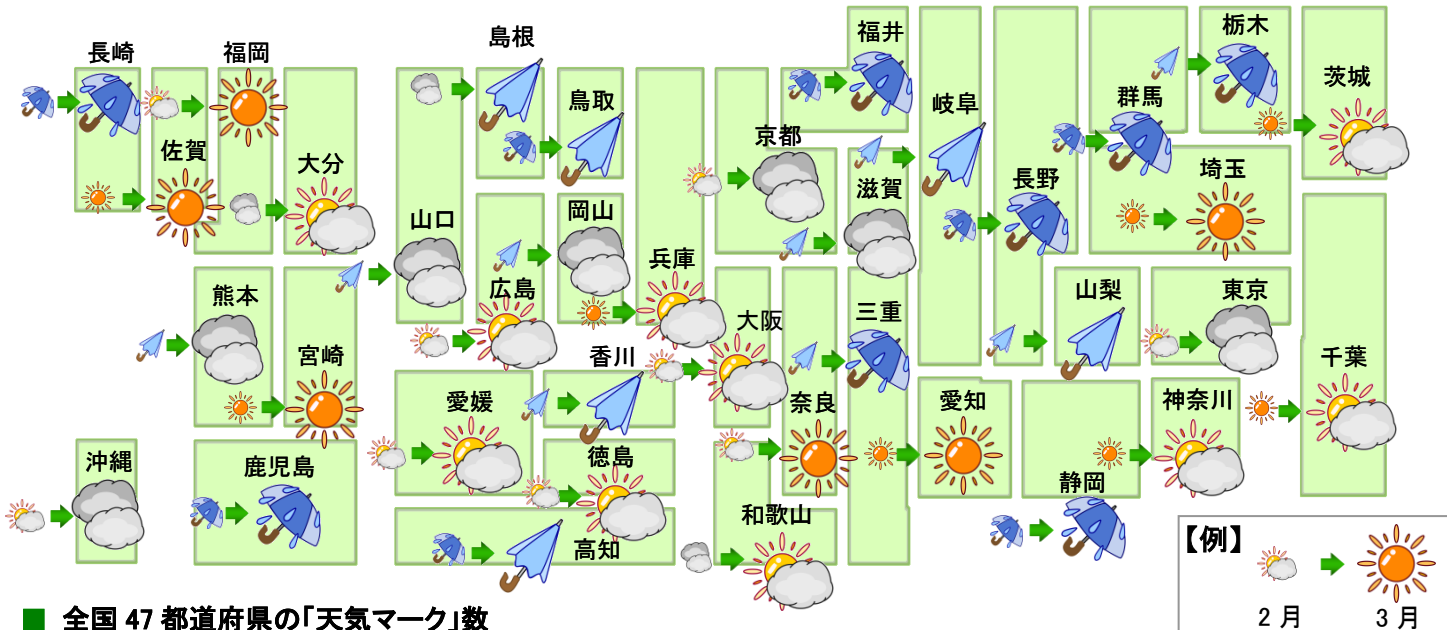 長崎
福岡
佐賀
大分
熊本
宮崎
鹿児島
沖縄
島根
鳥取
山口
岡山
広島
兵庫
香川
愛媛
徳島
高知
福井
京都
滋賀
大阪
三重
奈良
和歌山
岐阜
長野
愛知
静岡
山梨
群馬
栃木
茨城
埼玉
東京
神奈川
千葉
【例】
2 月
3 月
■ 全国 47 都道府県の「天気マーク」数